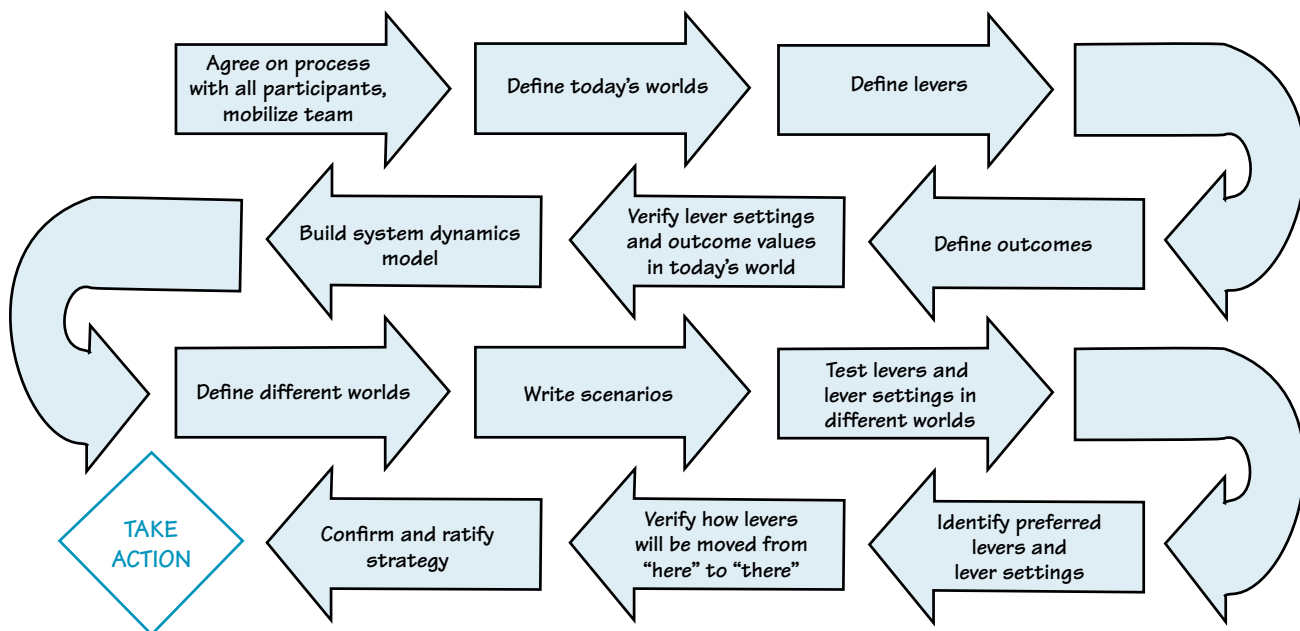 Agree on process
with all participants,
mobilize team
Define today's worlds
Define levers
Define outcomes
Verify lever settings
and outcome values
in today's world
Build system dynamics
model
Define different worlds
Write scenarios
Test levers and
lever settings in
different worlds
Identify preferred
levers and
lever settings
Verify how levers
will be moved from
“here” to “there”
Confirm and ratify
strategy
TAKE
ACTION